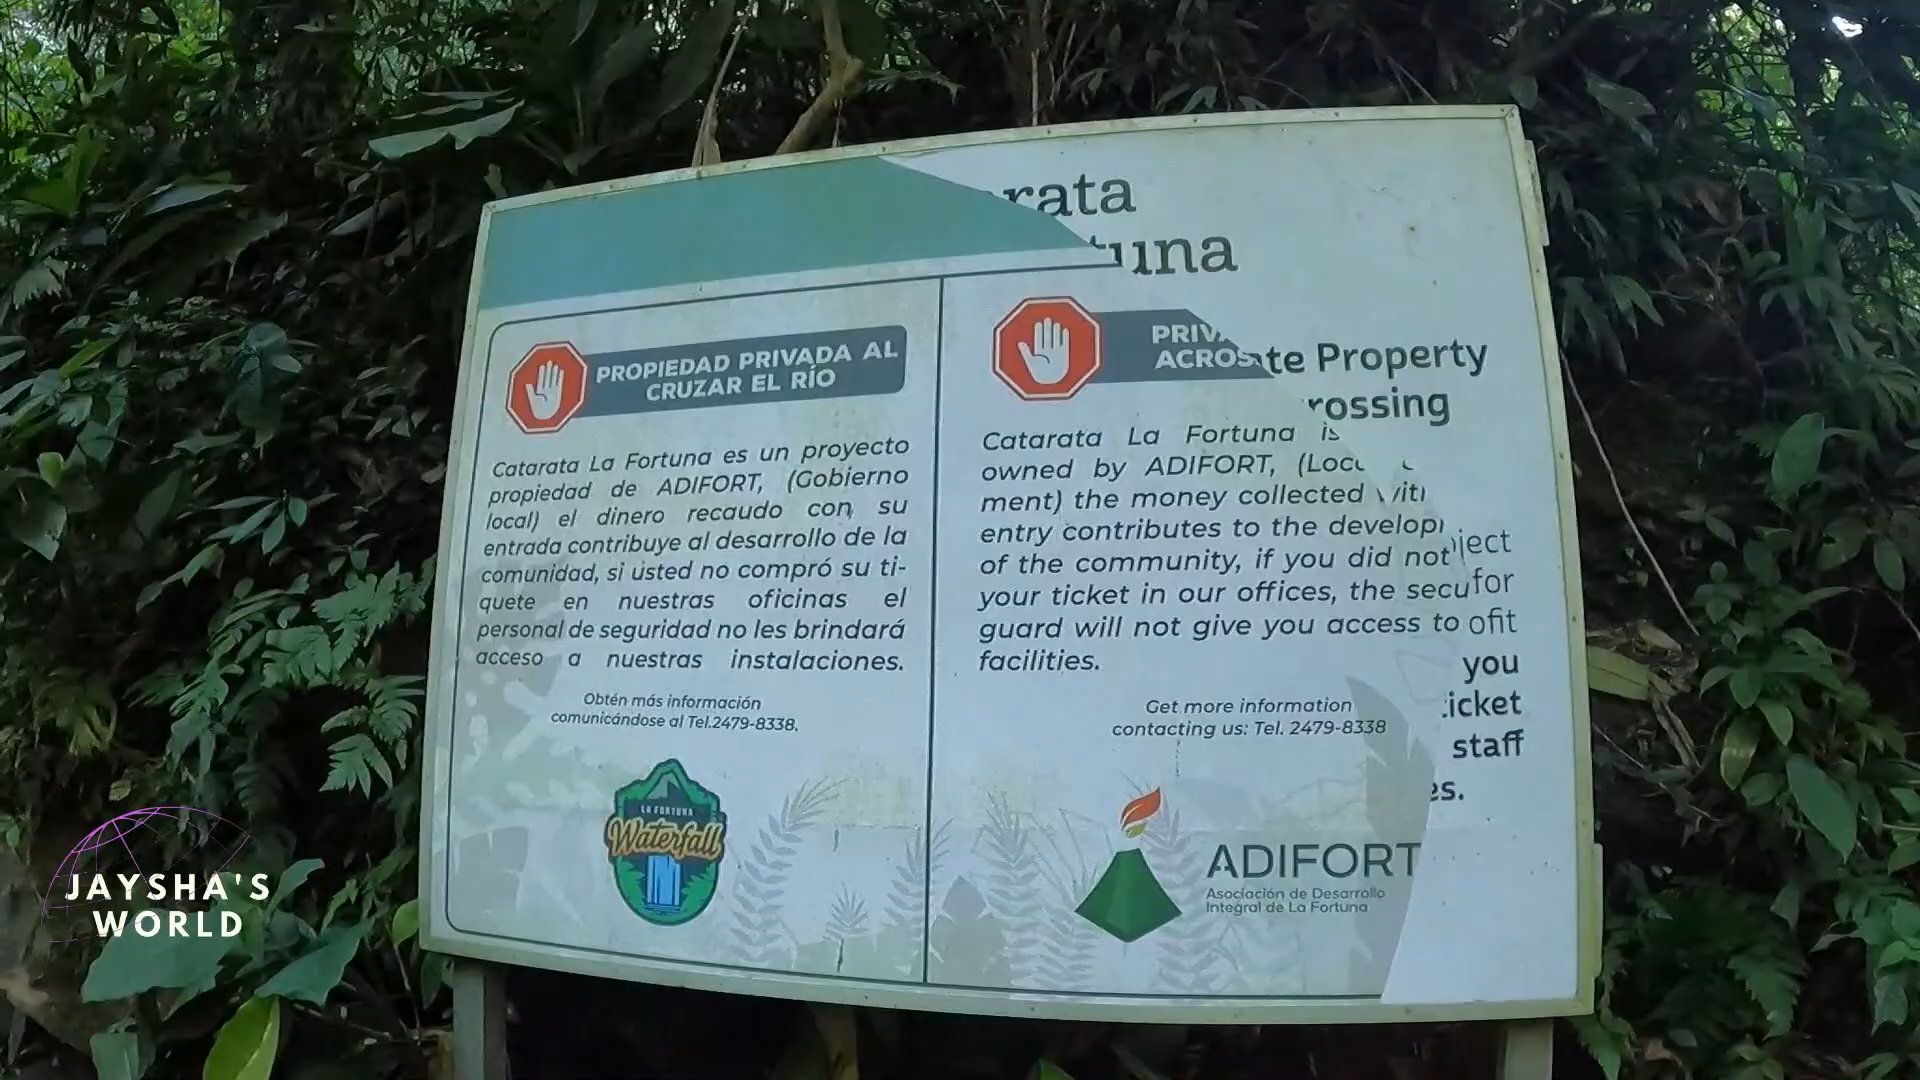 rata
tuna
PROPIEDAD PRIVADA AL
CRUZAR EL RÍO
Catarata La Fortuna es un proyecto
propiedad de ADIFORT, (Gobierno
local) el dinero recaudo con su
entrada contribuye al desarrollo de la
comunidad, si usted no compró su ti-
quete en nuestras oficinas el
personal de seguridad no les brindará
acceso a nuestras instalaciones.
Obtén más información
comunicándose al Tel.2479-8338.
LA FORTUNA
Waterfall
PRIV
ACROS
te Property
rossing
Catarata La Fortuna is
owned by ADIFORT, (Loc
ment) the money collected with
entry contributes to the develop
of the community, if you did not
your ticket in our offices, the secu
guard will not give you access to
facilities.
ject
for
ofit
you
icket
staff
es.
Get more information
contacting us: Tel. 2479-8338
ADIFORT
Asociación de Desarrollo
Integral de La Fortuna
JAYSHA'S
WORLD